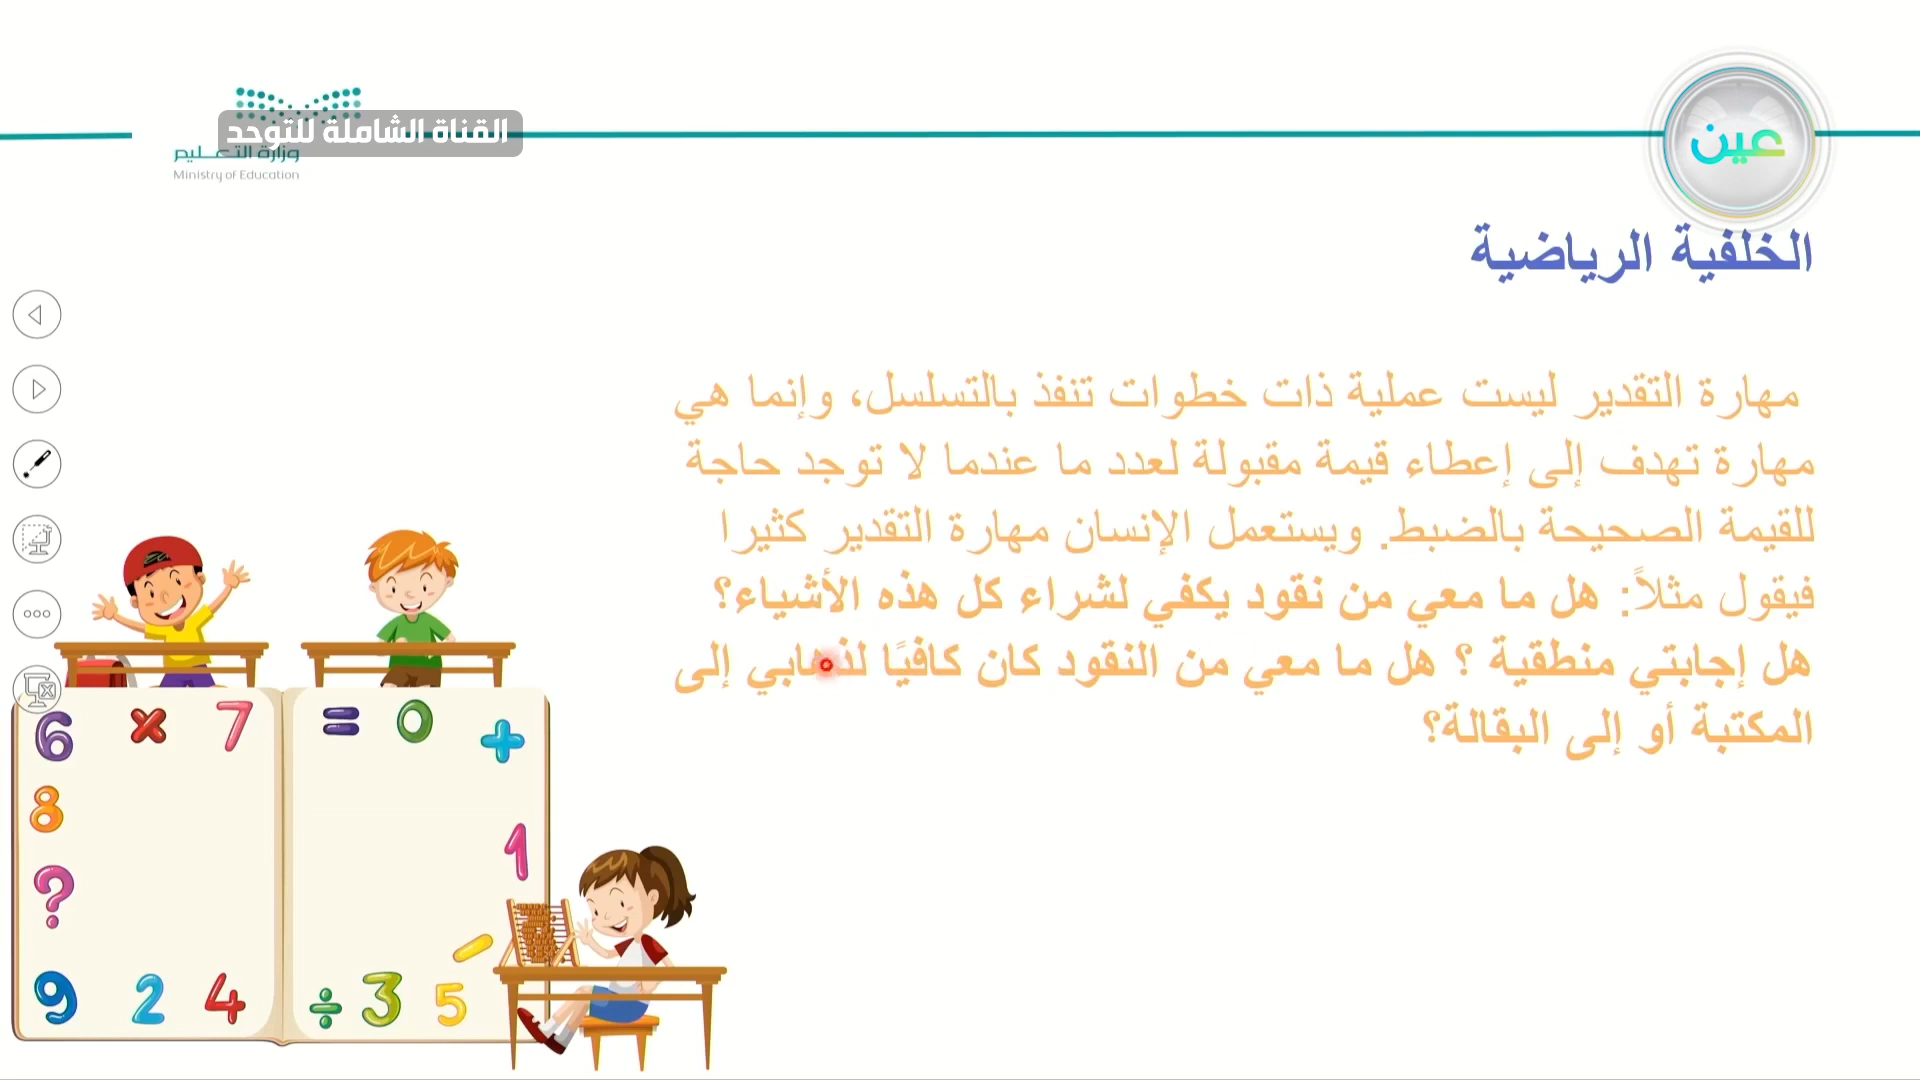 القناة الشاملة للتوحد
وزارة التعليم
Ministry of Education
عين
الخلفية الرياضية
مهارة التقدير ليست عملية ذات خطوات تنفذ بالتسلسل، وإنما هي
مهارة تهدف إلى إعطاء قيمة مقبولة لعدد ما عندما لا توجد حاجة
للقيمة الصحيحة بالضبط. ويستعمل الإنسان مهارة التقدير كثيرا
فيقول مثلاً: هل ما معي من نقود يكفي لشراء كل هذه الأشياء؟
هل إجابتي منطقية ؟ هل ما معي من النقود كان كافيًا لذهابي إلى
المكتبة أو إلى البقالة؟
6 × 7 = 0 +
8
1
?
9 2 4 ÷ 3 5 -